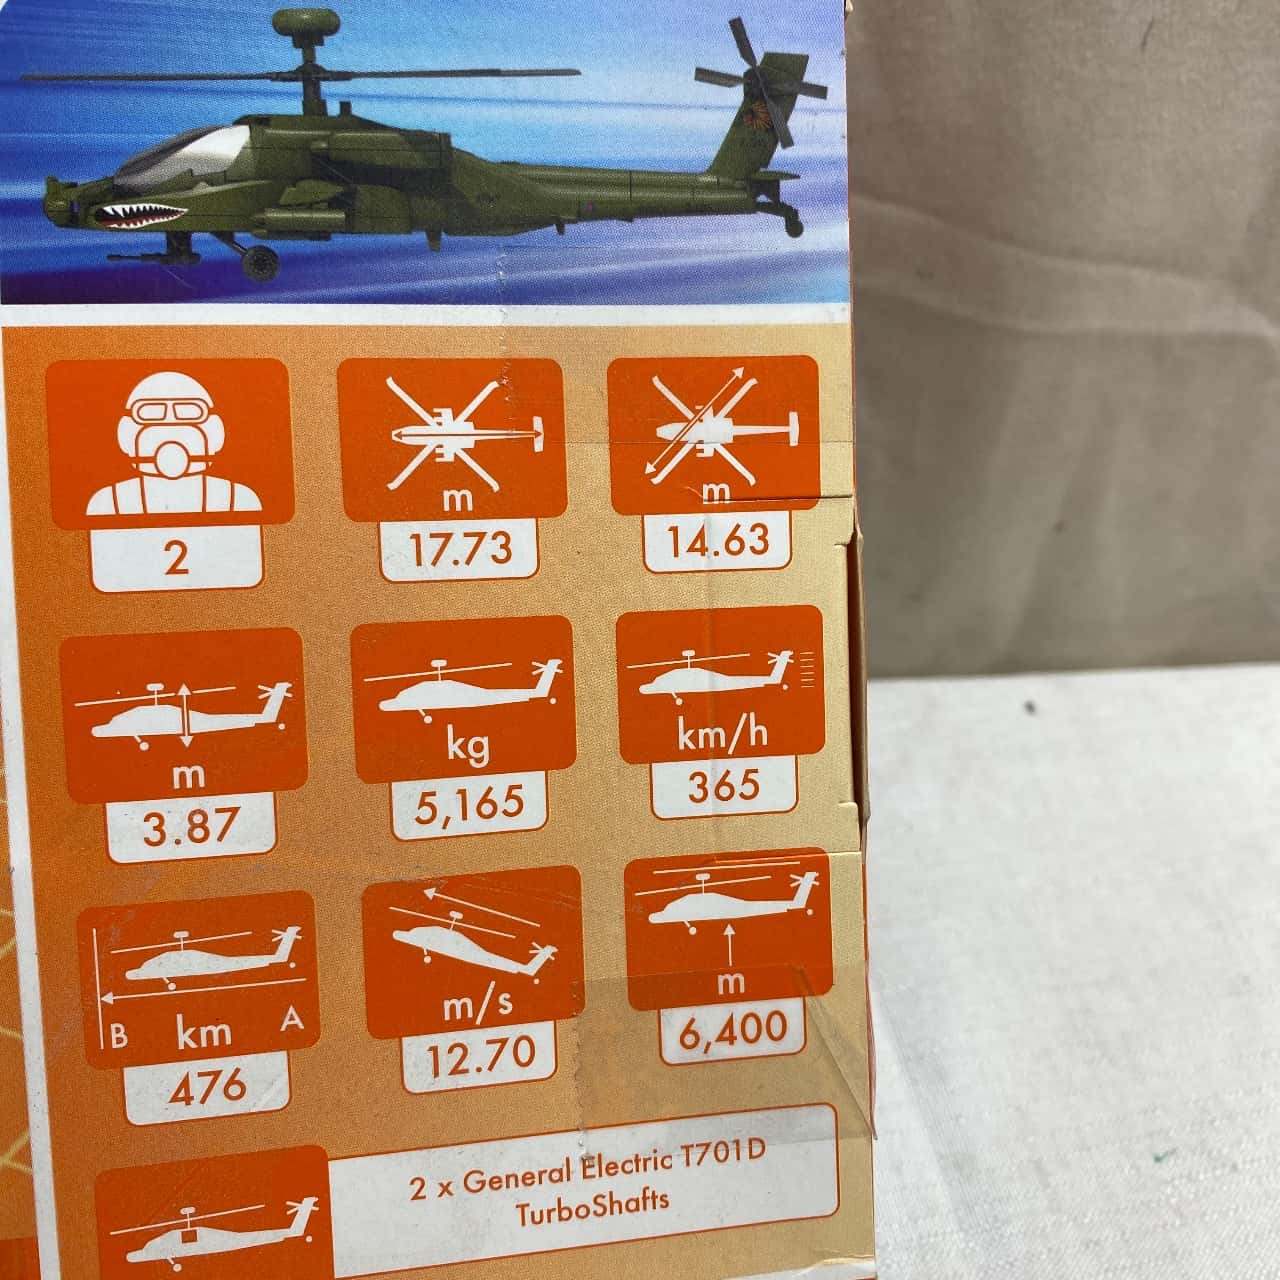 2
m
17.73
m
14.63
m
3.87
kg
5,165
km/h
365
B km A
476
m/s
12.70
m
6,400
2 x General Electric T701D
TurboShafts